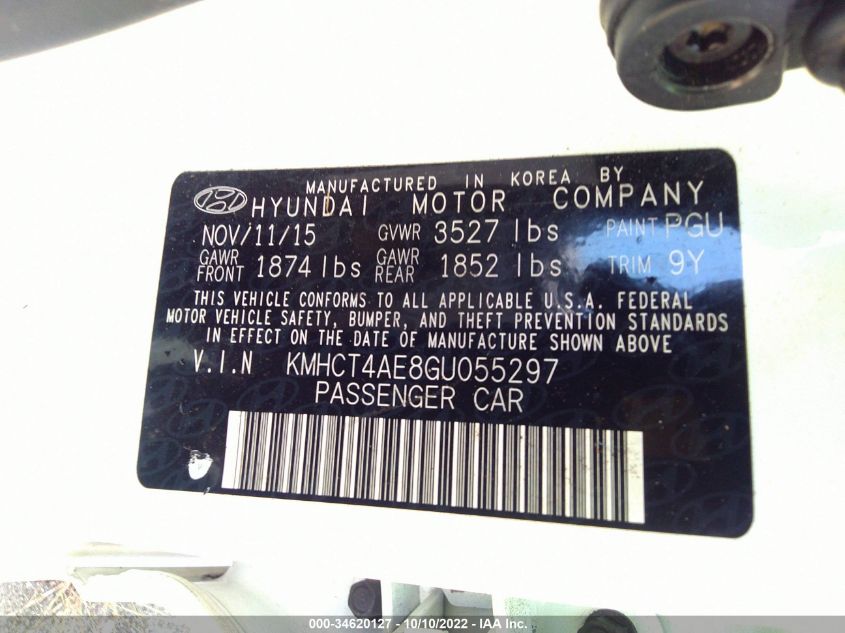 MANUFACTURED IN KOREA BY
HYUNDAI MOTOR COMPANY
NOV/11/15 GVWR 3527 lbs PAINT PGU
GAWR FRONT 1874 lbs GAWR REAR 1852 lbs TRIM 9Y
THIS VEHICLE CONFORMS TO ALL APPLICABLE U.S.A. FEDERAL
MOTOR VEHICLE SAFETY, BUMPER, AND THEFT PREVENTION STANDARDS
IN EFFECT ON THE DATE OF MANUFACTURE SHOWN ABOVE
V.I.N KMHCT4AE8GU055297
PASSENGER CAR
000-34620127 - 10/10/2022 - IAA Inc.